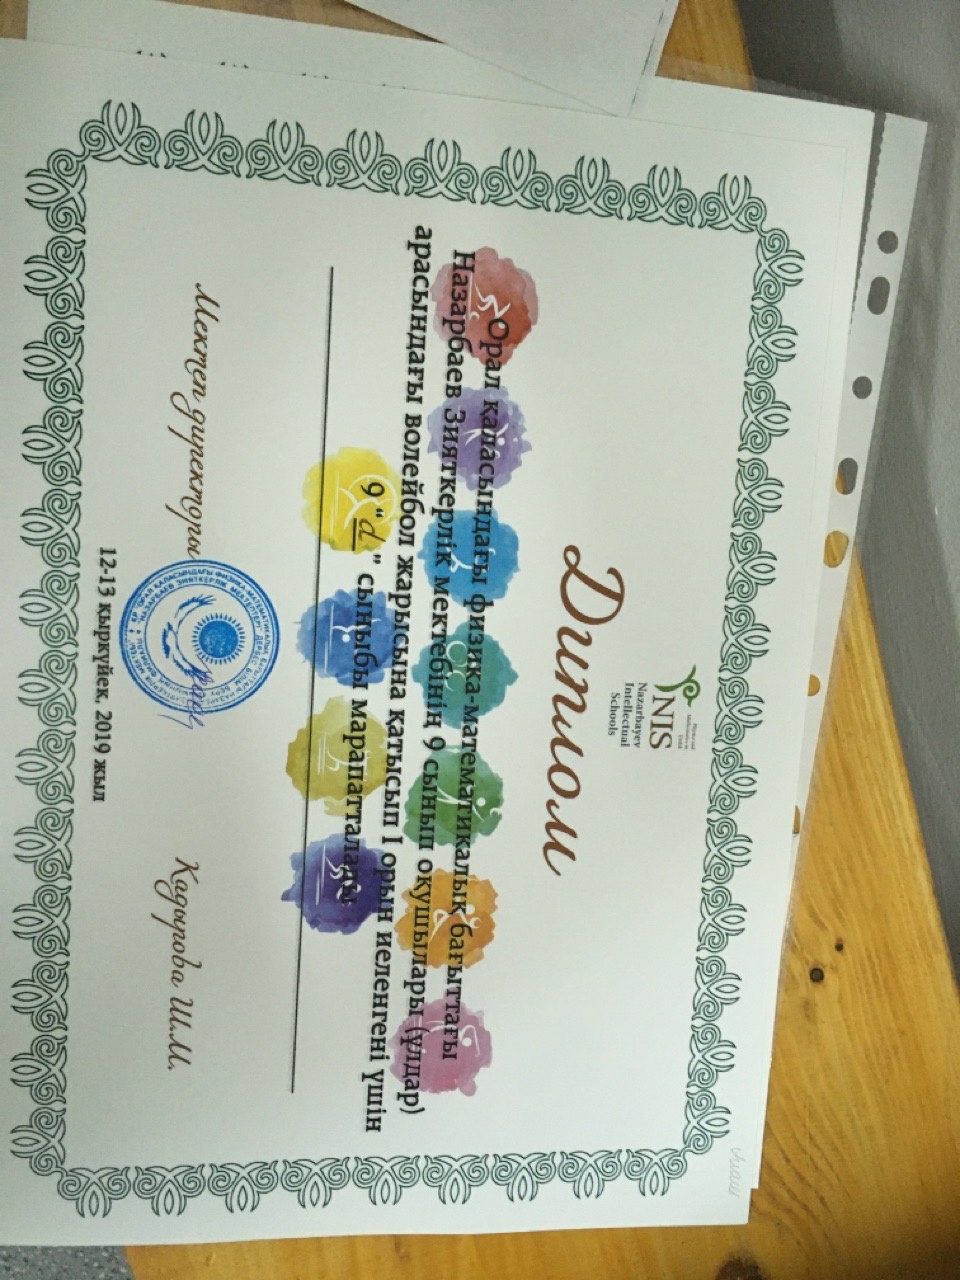 NIS
Nazarbayev
Intellectual
Schools
Диплом
Орал қаласындағы физика-математикалық бағыттағы
Назарбаев Зияткерлік мектебінің 9 сынып оқушылары (ұлдар)
арасындағы волейбол жарысына қатысып І орын иеленгені үшін
9 "d" сыныбы марапатталады
Мектеп директоры Кадырова Ш.М.
12-13 қыркүйек, 2019 жыл